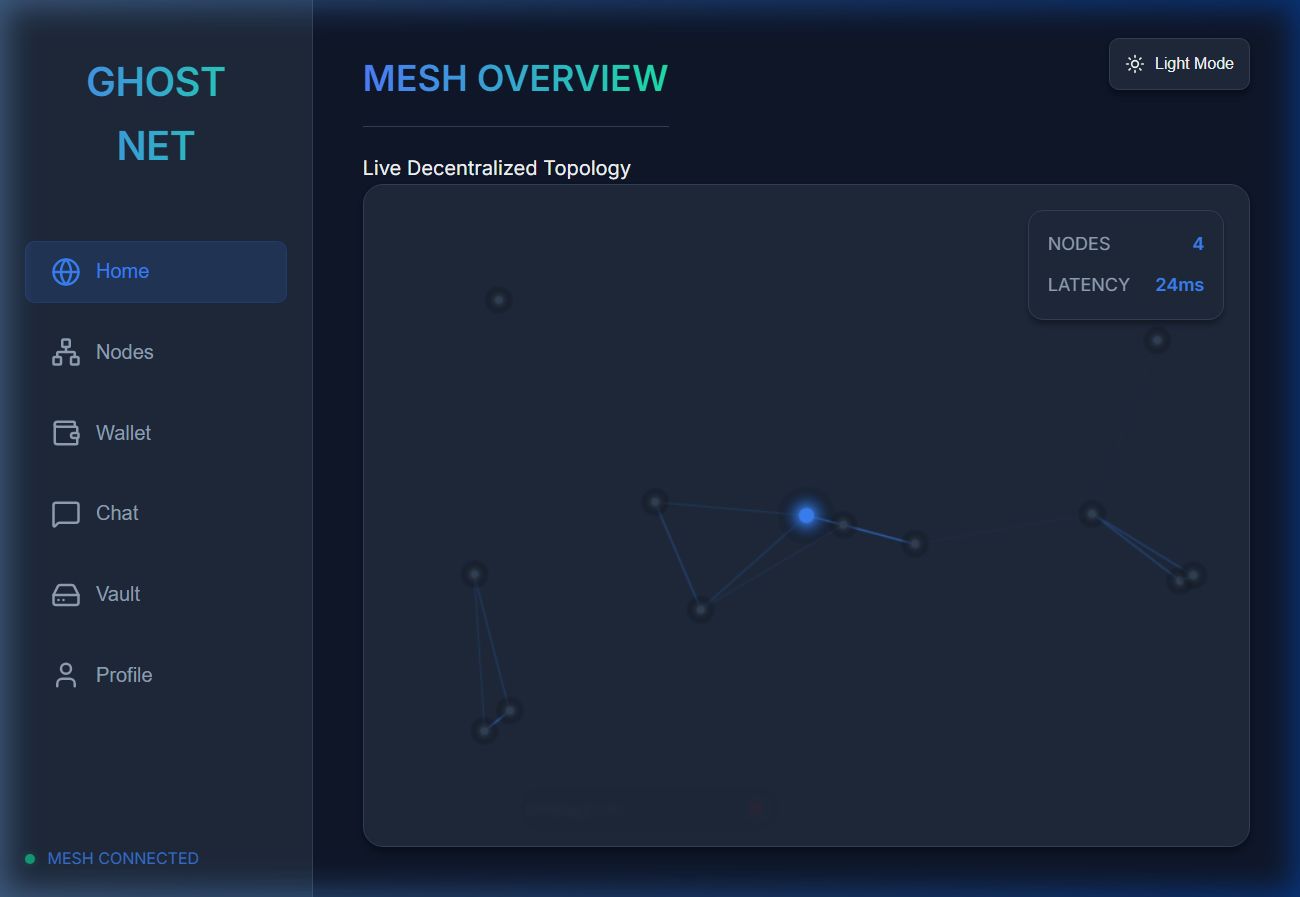 GHOST
NET
Home
Nodes
Wallet
Chat
Vault
Profile
MESH CONNECTED
MESH OVERVIEW
Light Mode
Live Decentralized Topology
NODES 4
LATENCY 24ms